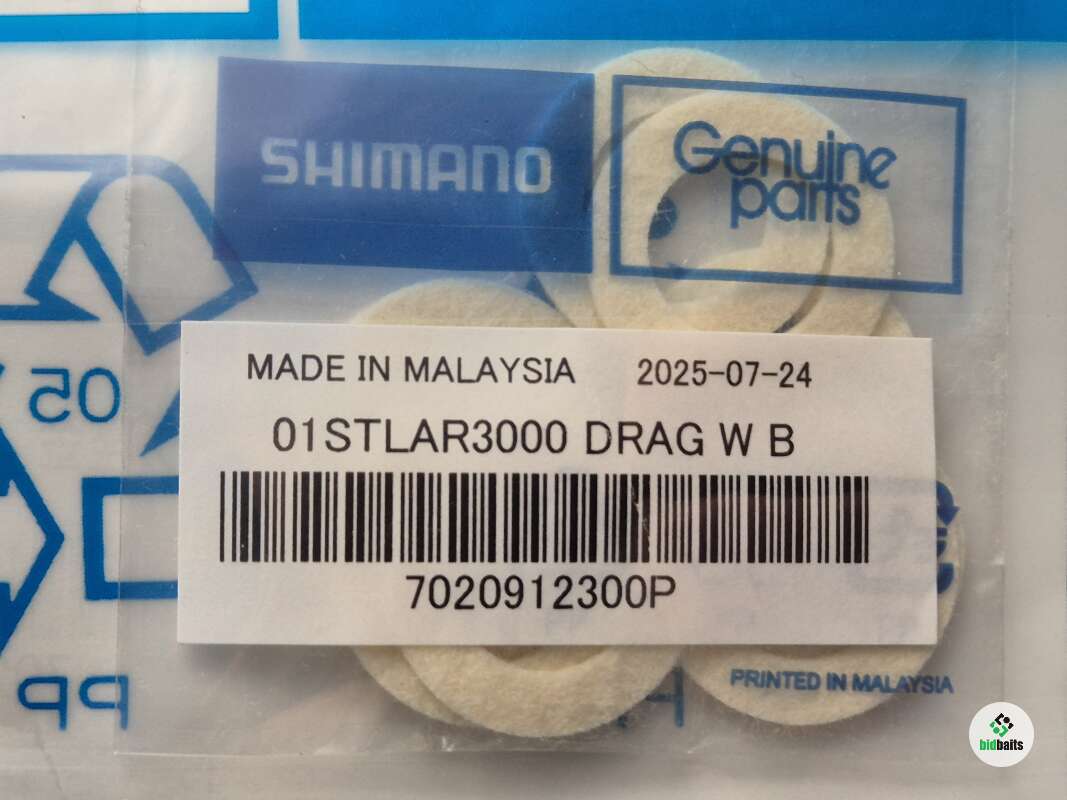 SHIMANO
Genuine
parts
MADE IN MALAYSIA 2025-07-24
01STLAR3000 DRAG W B
7020912300P
05
PP
PRINTED IN MALAYSIA
bidbaits